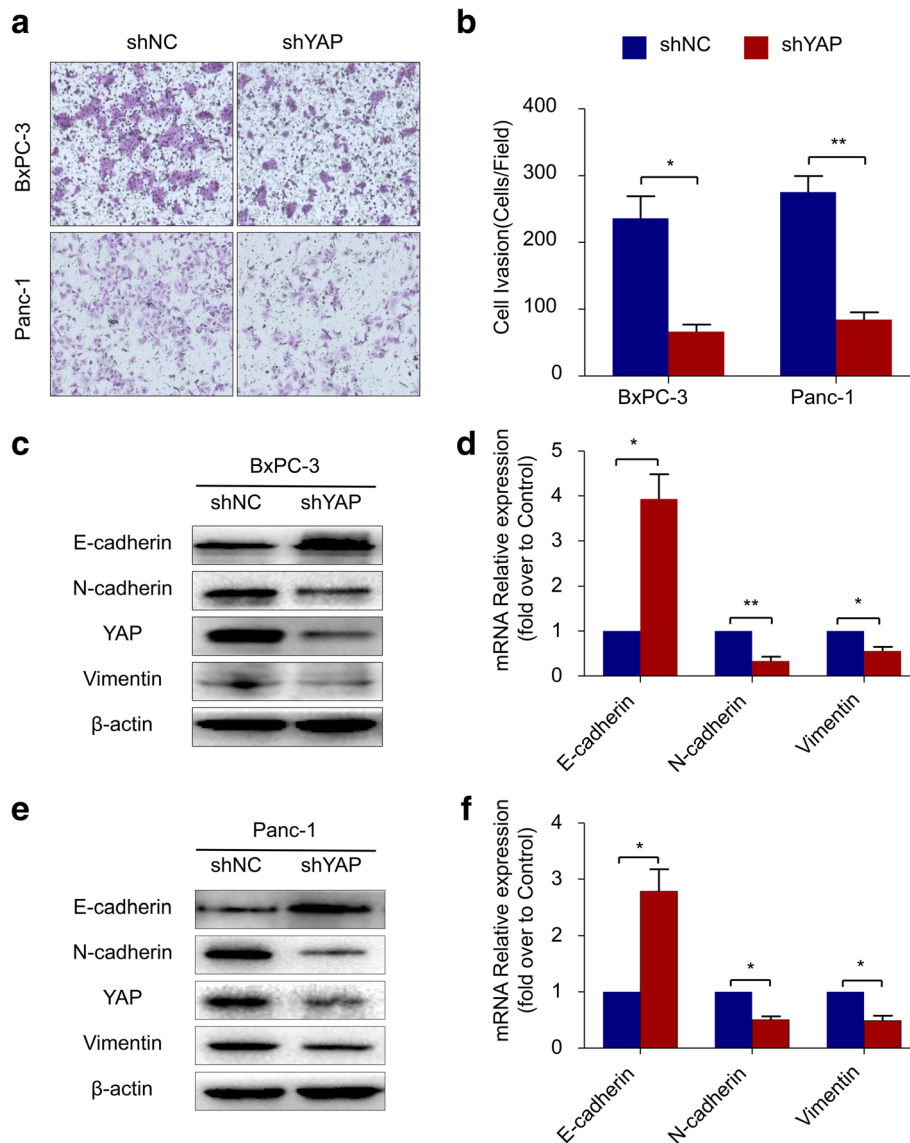 a
shNC shYAP
BxPC-3
Panc-1
b
shNC shYAP
Cell Ivasion(Cells/Field)
400
300
200
100
0
*
**
BxPC-3 Panc-1
c
BxPC-3
shNC shYAP
E-cadherin
N-cadherin
YAP
Vimentin
β-actin
d
mRNA Relative expression
(fold over to Control)
5
4
3
2
1
0
*
**
*
E-cadherin
N-cadherin
Vimentin
e
Panc-1
shNC shYAP
E-cadherin
N-cadherin
YAP
Vimentin
β-actin
f
mRNA Relative expression
(fold over to Control)
4
3
2
1
0
*
*
*
E-cadherin
N-cadherin
Vimentin